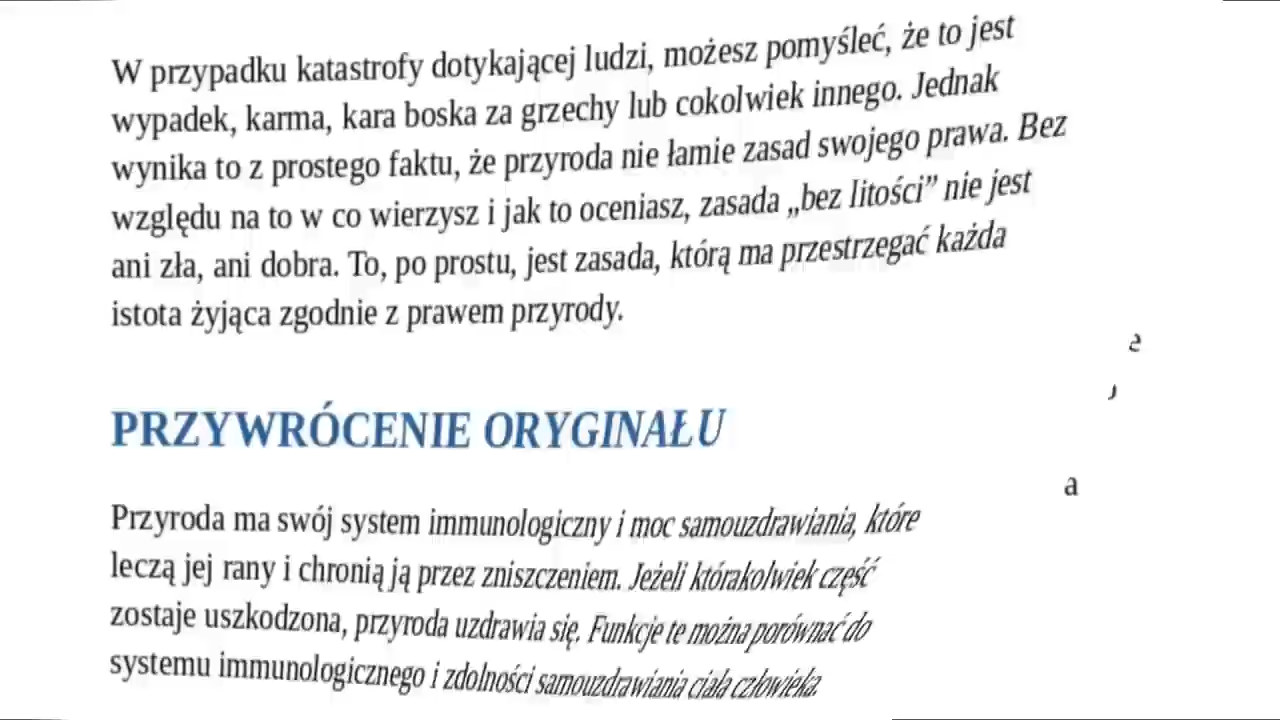 W przypadku katastrofy dotykającej ludzi, możesz pomyśleć, że to jest
wypadek, karma, kara boska za grzechy lub cokolwiek innego. Jednak
wynika to z prostego faktu, że przyroda nie łamie zasad swojego prawa. Bez
względu na to w co wierzysz i jak to oceniasz, zasada „bez litości” nie jest
ani zła, ani dobra. To, po prostu, jest zasada, którą ma przestrzegać każda
istota żyjąca zgodnie z prawem przyrody.
PRZYWRÓCENIE ORYGINAŁU
a
Przyroda ma swój system immunologiczny i moc samouzdrawiania, które
leczą jej rany i chronią ją przez zniszczeniem. Jeżeli którakolwiek część
zostaje uszkodzona, przyroda uzdrawia się. Funkcje te można porównać do
systemu immunologicznego i zdolności samouzdrawiania ciała człowieka.